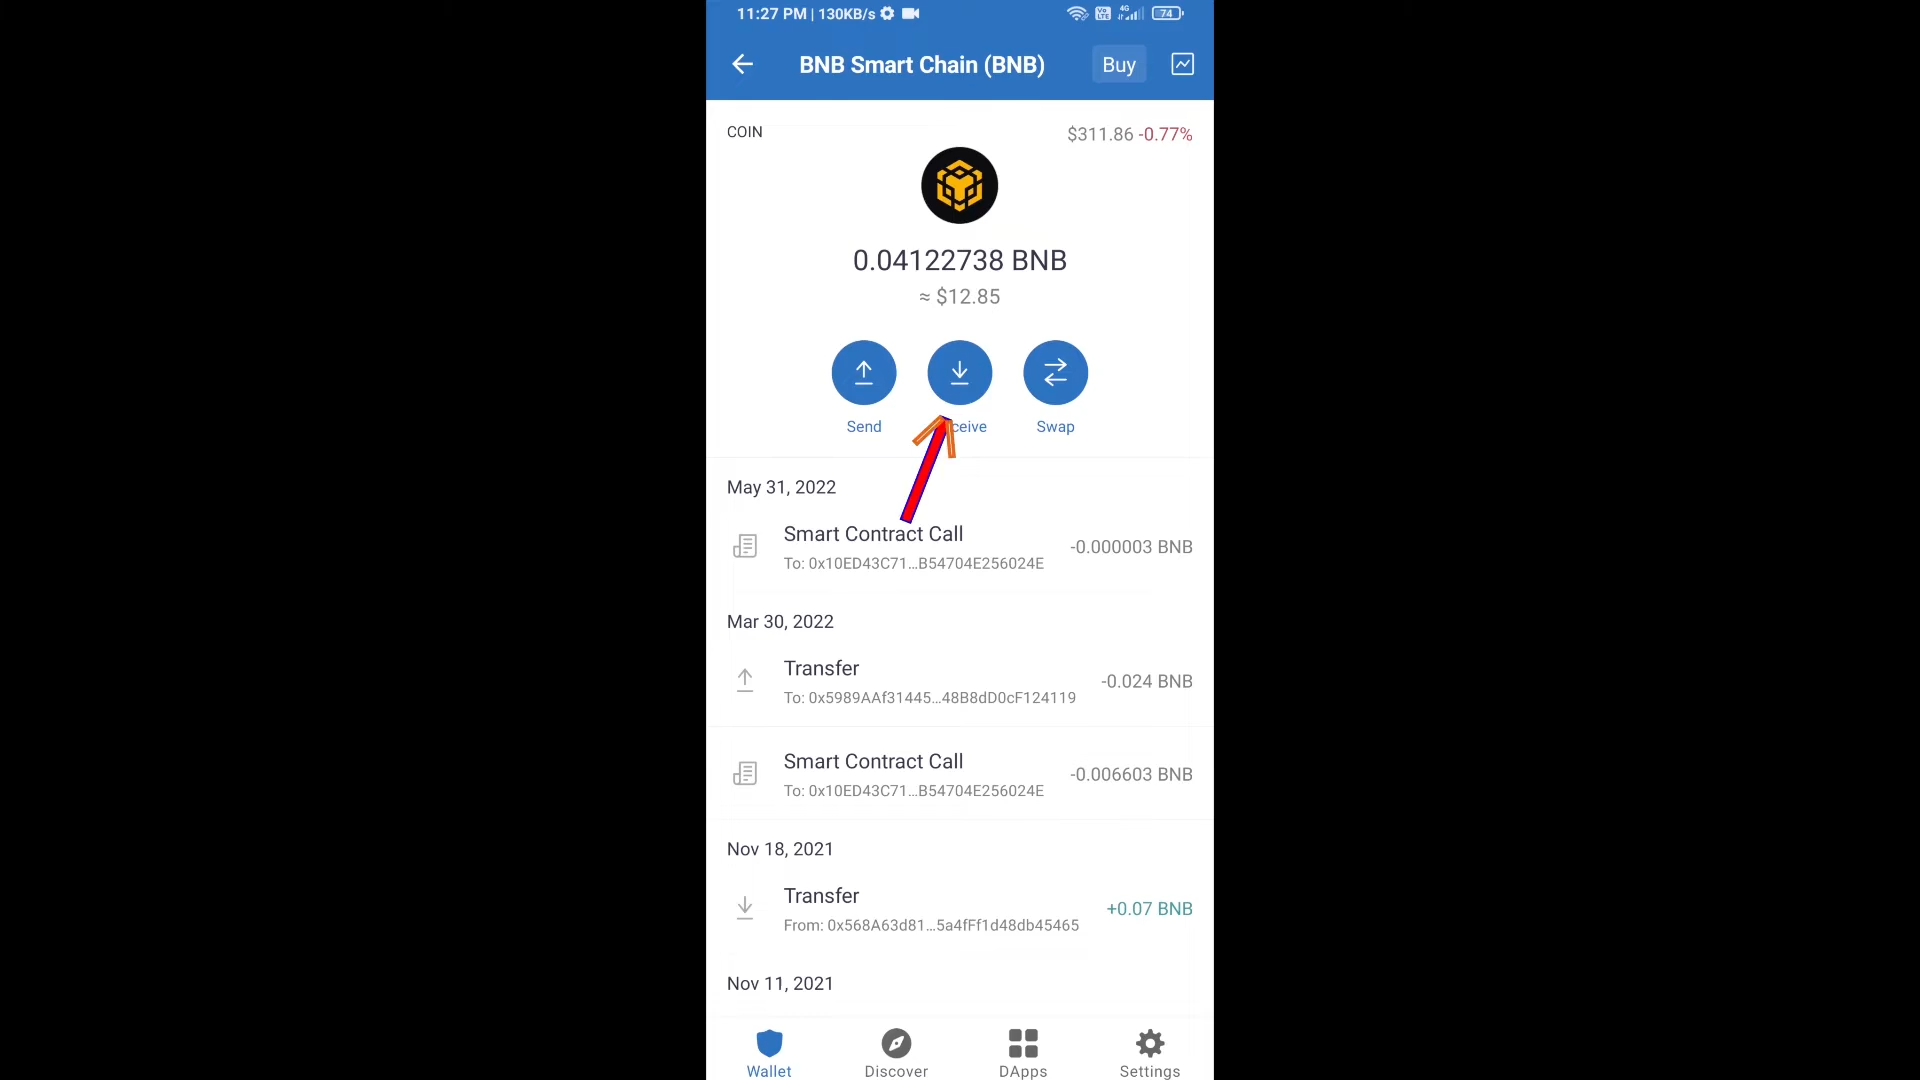 11:27 PM | 130KB/s
4G
74
BNB Smart Chain (BNB)
Buy
COIN
$311.86 -0.77%
0.04122738 BNB
≈ $12.85
Send
ceive
Swap
May 31, 2022
Smart Contract Call
-0.000003 BNB
To: 0x10ED43C71...B54704E256024E
Mar 30, 2022
Transfer
-0.024 BNB
To: 0x5989AAf31445...48B8dD0cF124119
Smart Contract Call
-0.006603 BNB
To: 0x10ED43C71...B54704E256024E
Nov 18, 2021
Transfer
+0.07 BNB
From: 0x568A63d81...5a4fFf1d48db45465
Nov 11, 2021
Wallet
Discover
DApps
Settings